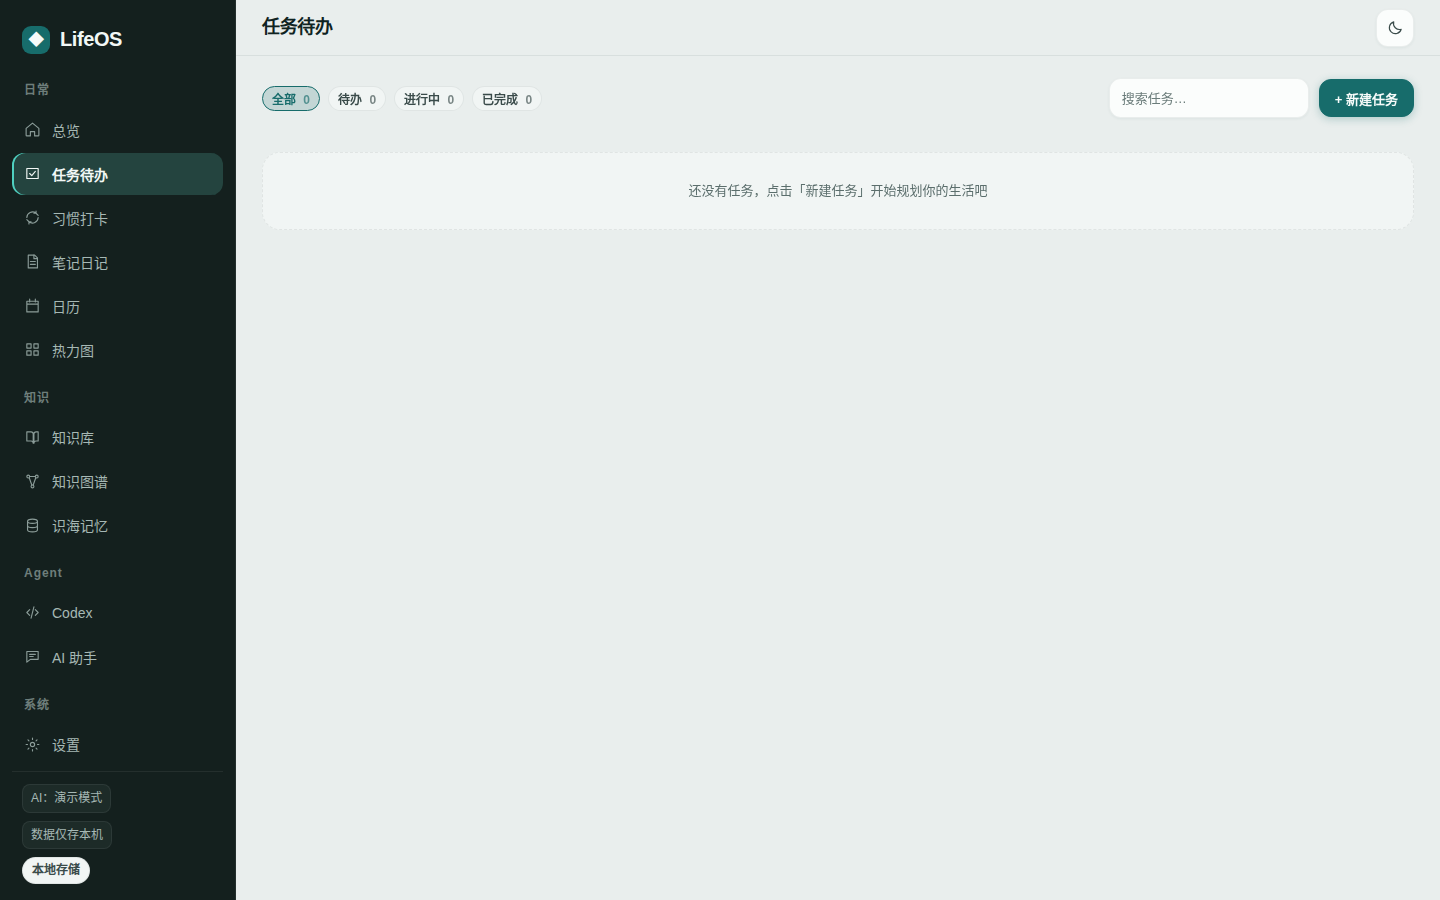 LifeOS
日常
总览
任务待办
习惯打卡
笔记日记
日历
热力图
知识
知识库
知识图谱
识海记忆
Agent
Codex
AI 助手
系统
设置
AI：演示模式
数据仅存本机
本地存储
任务待办
全部 0 待办 0 进行中 0 已完成 0
搜索任务…
+ 新建任务
还没有任务，点击「新建任务」开始规划你的生活吧